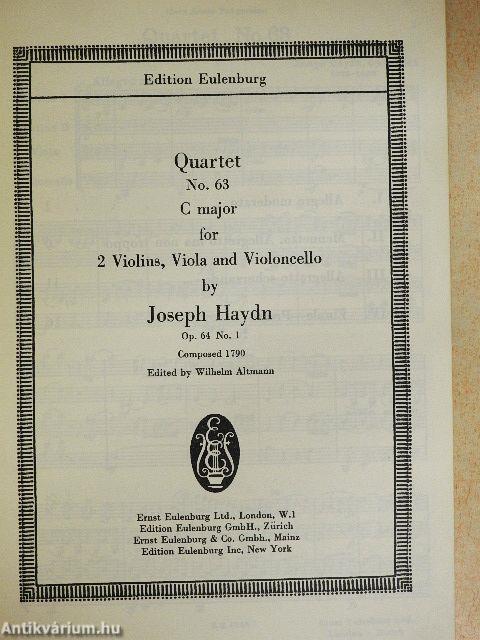 Edition Eulenburg
Quartet
No. 63
C major
for
2 Violins, Viola and Violoncello
by
Joseph Haydn
Op. 64 No. 1
Composed 1790
Edited by Wilhelm Altmann
Ernst Eulenburg Ltd., London, W.1
Edition Eulenburg GmbH., Zürich
Ernst Eulenburg & Co. Gmbh., Mainz
Edition Eulenburg Inc, New York
Antikvárium.hu